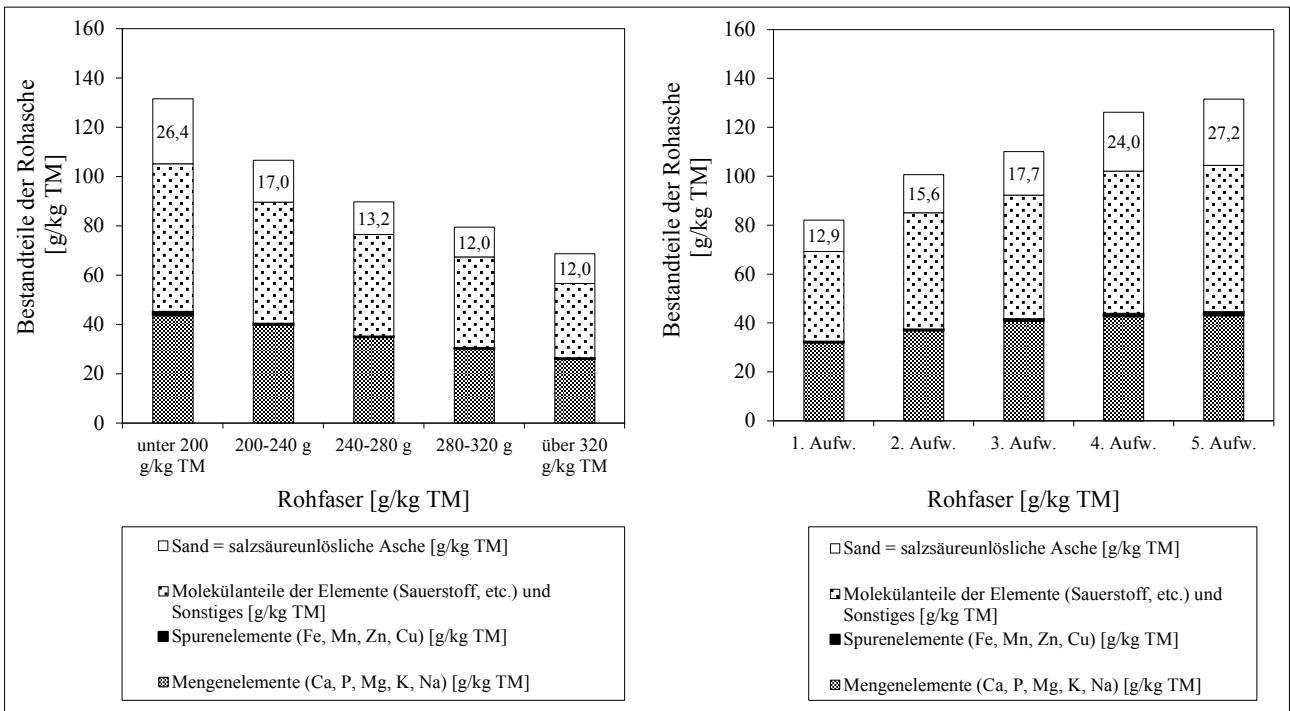 Bestandteile der Rohasche
[g/kg TM]
160
140
120
100
80
60
40
20
0
26,4
17,0
13,2
12,0
12,0
unter 200
g/kg TM
200-240 g
240-280 g
280-320 g
über 320
g/kg TM
Rohfaser [g/kg TM]
Sand = salzsäureunlösliche Asche [g/kg TM]
Molekülanteile der Elemente (Sauerstoff, etc.) und
Sonstiges [g/kg TM]
Spurenelemente (Fe, Mn, Zn, Cu) [g/kg TM]
Mengenelemente (Ca, P, Mg, K, Na) [g/kg TM]
Bestandteile der Rohasche
[g/kg TM]
160
140
120
100
80
60
40
20
0
12,9
15,6
17,7
24,0
27,2
1. Aufw.
2. Aufw.
3. Aufw.
4. Aufw.
5. Aufw.
Rohfaser [g/kg TM]
Sand = salzsäureunlösliche Asche [g/kg TM]
Molekülanteile der Elemente (Sauerstoff, etc.) und
Sonstiges [g/kg TM]
Spurenelemente (Fe, Mn, Zn, Cu) [g/kg TM]
Mengenelemente (Ca, P, Mg, K, Na) [g/kg TM]